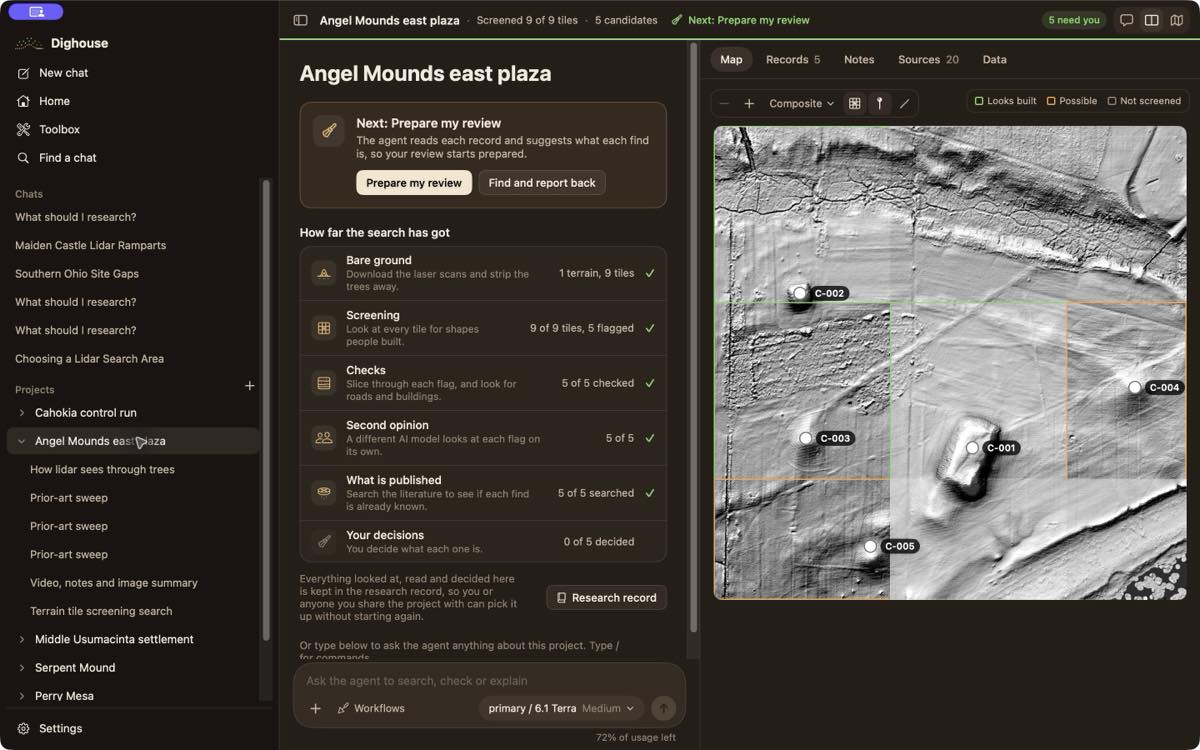 Dighouse
New chat
Home
Toolbox
Find a chat
Chats
What should I research?
Maiden Castle Lidar Ramparts
Southern Ohio Site Gaps
What should I research?
What should I research?
Choosing a Lidar Search Area
Projects
Cahokia control run
Angel Mounds east plaza
How lidar sees through trees
Prior-art sweep
Prior-art sweep
Prior-art sweep
Video, notes and image summary
Terrain tile screening search
Middle Usumacinta settlement
Serpent Mound
Perry Mesa
Settings
Angel Mounds east plaza · Screened 9 of 9 tiles · 5 candidates Next: Prepare my review
5 need you
Angel Mounds east plaza
Next: Prepare my review
The agent reads each record and suggests what each find
is, so your review starts prepared.
Prepare my review Find and report back
How far the search has got
Bare ground
Download the laser scans and strip the
trees away.
1 terrain, 9 tiles
Screening
Look at every tile for shapes
people built.
9 of 9 tiles, 5 flagged
Checks
Slice through each flag, and look for
roads and buildings.
5 of 5 checked
Second opinion
A different AI model looks at each flag on
its own.
5 of 5
What is published
Search the literature to see if each find
is already known.
5 of 5 searched
Your decisions
You decide what each one is.
0 of 5 decided
Everything looked at, read and decided here
is kept in the research record, so you or
anyone you share the project with can pick it
up without starting again.
Research record
Or type below to ask the agent anything about this project. Type /
for commands
Ask the agent to search, check or explain
Workflows
primary / 6.1 Terra Medium
72% of usage left
Map Records 5 Notes Sources 20 Data
Composite
Looks built Possible Not screened
C-002
C-004
C-003
C-001
C-005